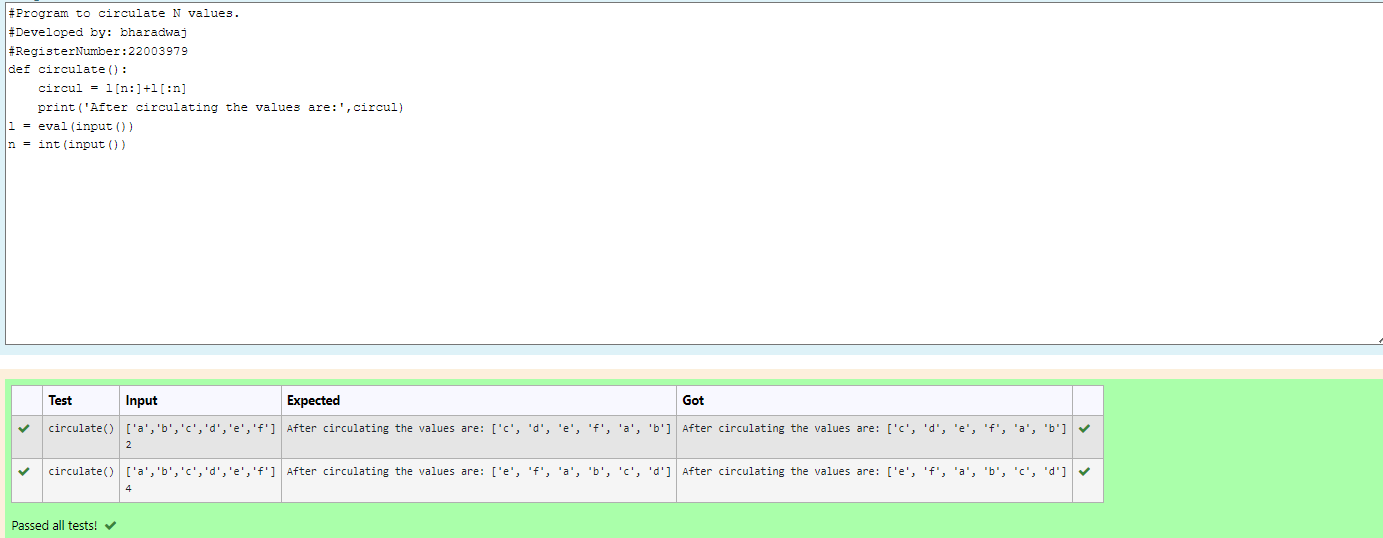 #Program to circulate N values.
#Developed by: bharadwaj
#RegisterNumber:22003979
def circulate():
    circul = l[n:]+l[:n]
    print('After circulating the values are:',circul)
l = eval(input())
n = int(input())
Test Input Expected Got
circulate() ['a','b','c','d','e','f'] After circulating the values are: ['c', 'd', 'e', 'f', 'a', 'b'] After circulating the values are: ['c', 'd', 'e', 'f', 'a', 'b']
2
circulate() ['a','b','c','d','e','f'] After circulating the values are: ['e', 'f', 'a', 'b', 'c', 'd'] After circulating the values are: ['e', 'f', 'a', 'b', 'c', 'd']
4
Passed all tests!